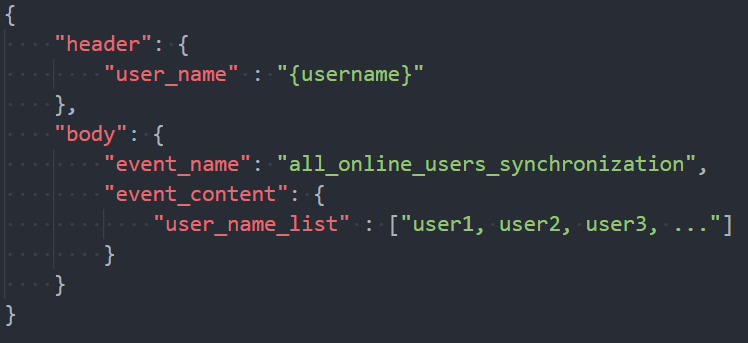 {
    "header": {
        "user_name" : "{username}"
    },
    "body": {
        "event_name": "all_online_users_synchronization",
        "event_content": {
            "user_name_list" : ["user1, user2, user3, ..."]
        }
    }
}